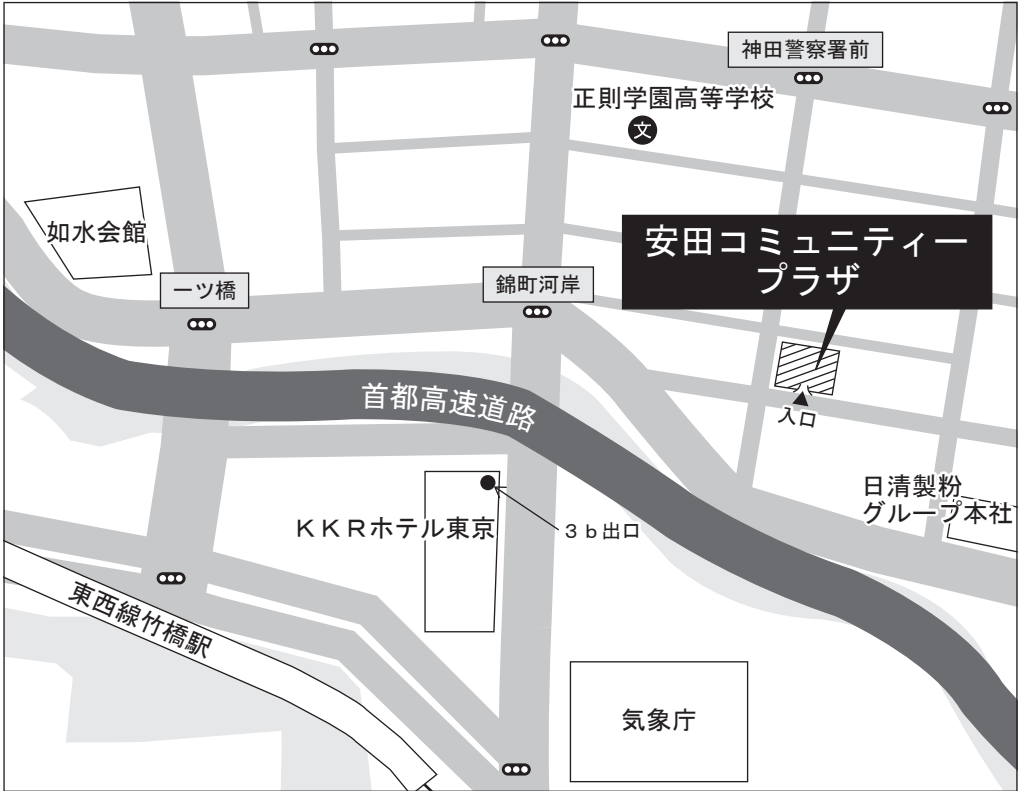 神田警察署前
正則学園高等学校
文
如水会館
安田コミュニティー
プラザ
一ツ橋
錦町河岸
首都高速道路
入口
日清製粉
グループ本社
KKRホテル東京
3b出口
東西線竹橋駅
気象庁